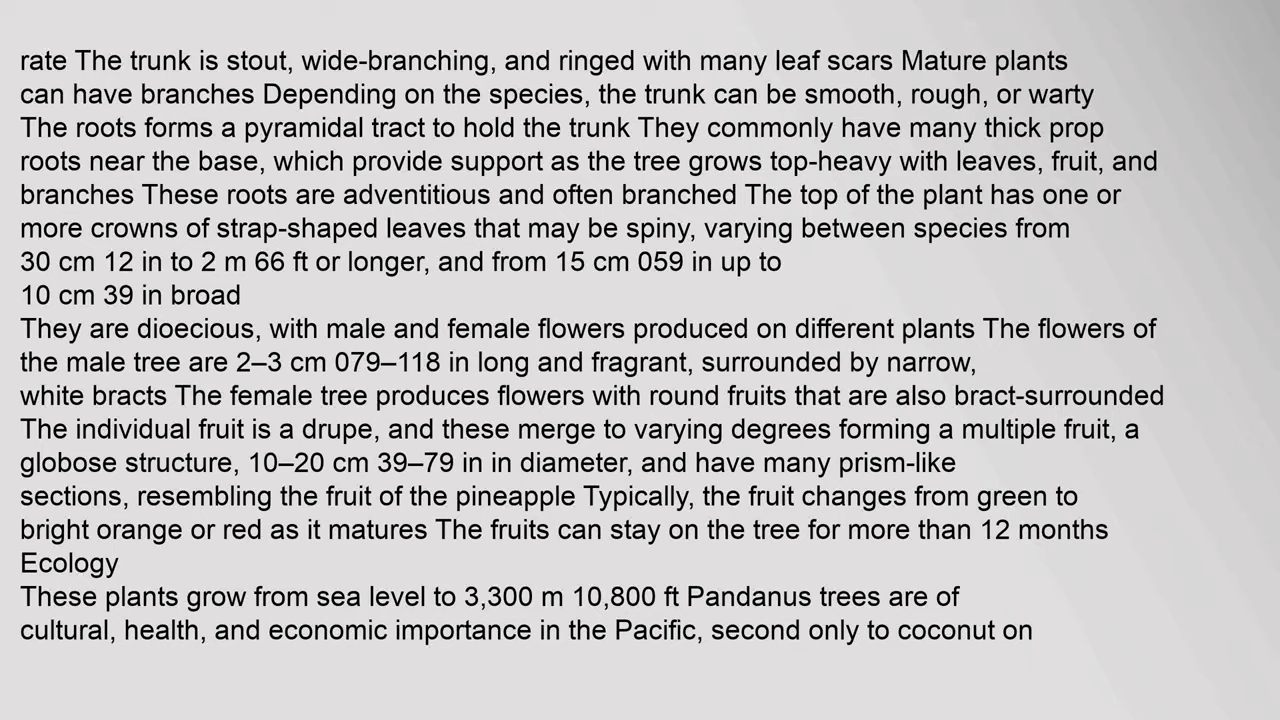 rate The trunk is stout, wide-branching, and ringed with many leaf scars Mature plants
can have branches Depending on the species, the trunk can be smooth, rough, or warty
The roots forms a pyramidal tract to hold the trunk They commonly have many thick prop
roots near the base, which provide support as the tree grows top-heavy with leaves, fruit, and
branches These roots are adventitious and often branched The top of the plant has one or
more crowns of strap-shaped leaves that may be spiny, varying between species from
30 cm 12 in to 2 m 66 ft or longer, and from 15 cm 059 in up to
10 cm 39 in broad
They are dioecious, with male and female flowers produced on different plants The flowers of
the male tree are 2–3 cm 079–118 in long and fragrant, surrounded by narrow,
white bracts The female tree produces flowers with round fruits that are also bract-surrounded
The individual fruit is a drupe, and these merge to varying degrees forming a multiple fruit, a
globose structure, 10–20 cm 39–79 in in diameter, and have many prism-like
sections, resembling the fruit of the pineapple Typically, the fruit changes from green to
bright orange or red as it matures The fruits can stay on the tree for more than 12 months
Ecology
These plants grow from sea level to 3,300 m 10,800 ft Pandanus trees are of
cultural, health, and economic importance in the Pacific, second only to coconut on